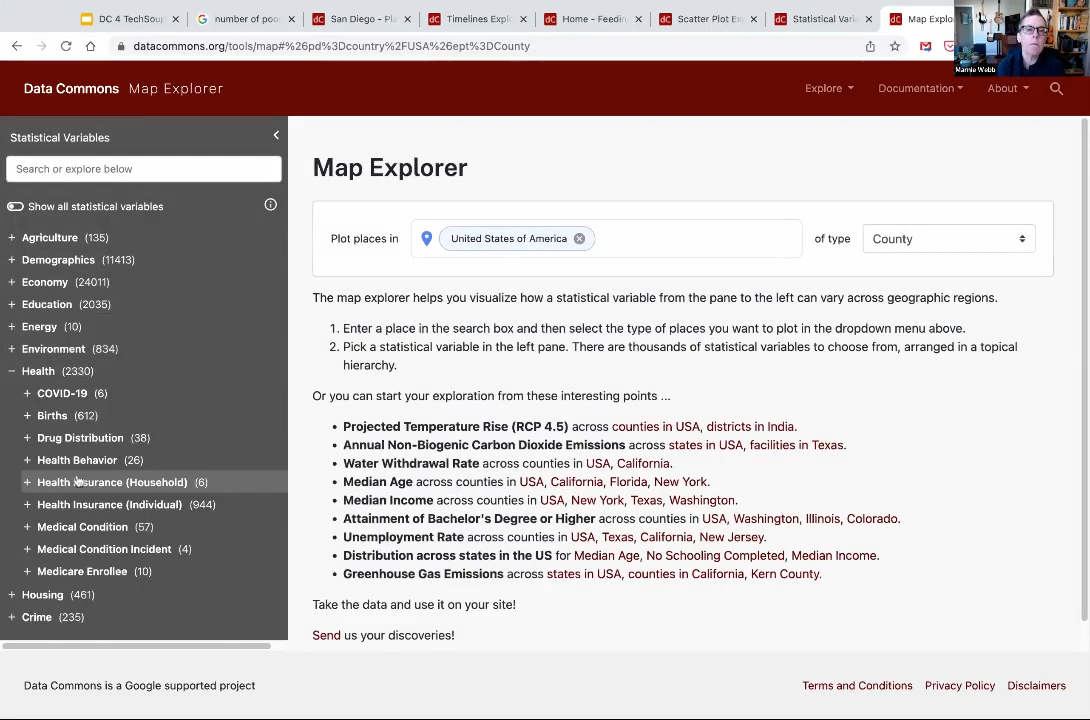 DC 4 TechSoup
number of poo
San Diego - Pla
Timelines Explo
Home - Feeding
Scatter Plot Ex
Statistical Varia
Map Explo
datacommons.org/tools/map#%26pd%3Dcountry%2FUSA%26ept%3DCounty
Marnie Webb
Data Commons Map Explorer
Explore
Documentation
About
Statistical Variables
Search or explore below
Show all statistical variables
+ Agriculture (135)
+ Demographics (11413)
+ Economy (24011)
+ Education (2035)
+ Energy (10)
+ Environment (834)
− Health (2330)
+ COVID-19 (6)
+ Births (612)
+ Drug Distribution (38)
+ Health Behavior (26)
+ Health Insurance (Household) (6)
+ Health Insurance (Individual) (944)
+ Medical Condition (57)
+ Medical Condition Incident (4)
+ Medicare Enrollee (10)
+ Housing (461)
+ Crime (235)
Map Explorer
Plot places in United States of America of type County
The map explorer helps you visualize how a statistical variable from the pane to the left can vary across geographic regions.
1. Enter a place in the search box and then select the type of places you want to plot in the dropdown menu above.
2. Pick a statistical variable in the left pane. There are thousands of statistical variables to choose from, arranged in a topical
hierarchy.
Or you can start your exploration from these interesting points ...
• Projected Temperature Rise (RCP 4.5) across counties in USA, districts in India.
• Annual Non-Biogenic Carbon Dioxide Emissions across states in USA, facilities in Texas.
• Water Withdrawal Rate across counties in USA, California.
• Median Age across counties in USA, California, Florida, New York.
• Median Income across counties in USA, New York, Texas, Washington.
• Attainment of Bachelor's Degree or Higher across counties in USA, Washington, Illinois, Colorado.
• Unemployment Rate across counties in USA, Texas, California, New Jersey.
• Distribution across states in the US for Median Age, No Schooling Completed, Median Income.
• Greenhouse Gas Emissions across states in USA, counties in California, Kern County.
Take the data and use it on your site!
Send us your discoveries!
Data Commons is a Google supported project
Terms and Conditions
Privacy Policy
Disclaimers